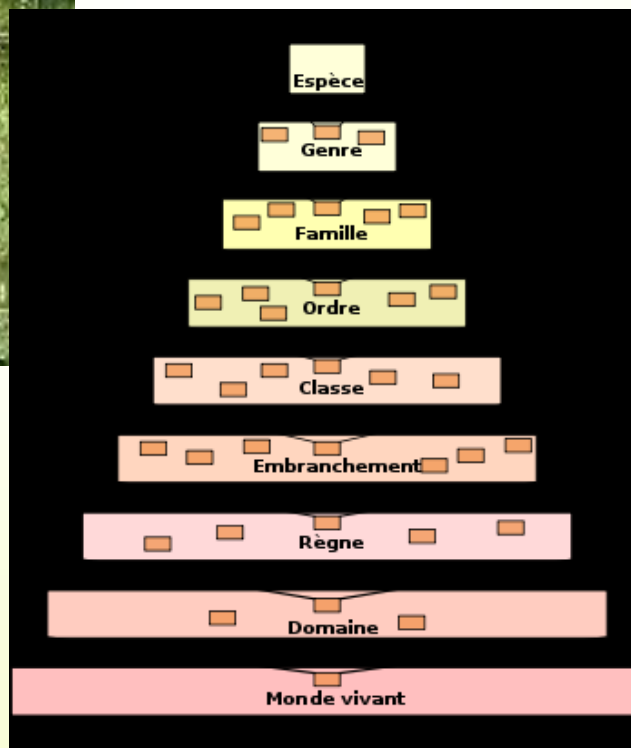 Espèce
Genre
Famille
Ordre
Classe
Embranchement
Règne
Domaine
Monde vivant